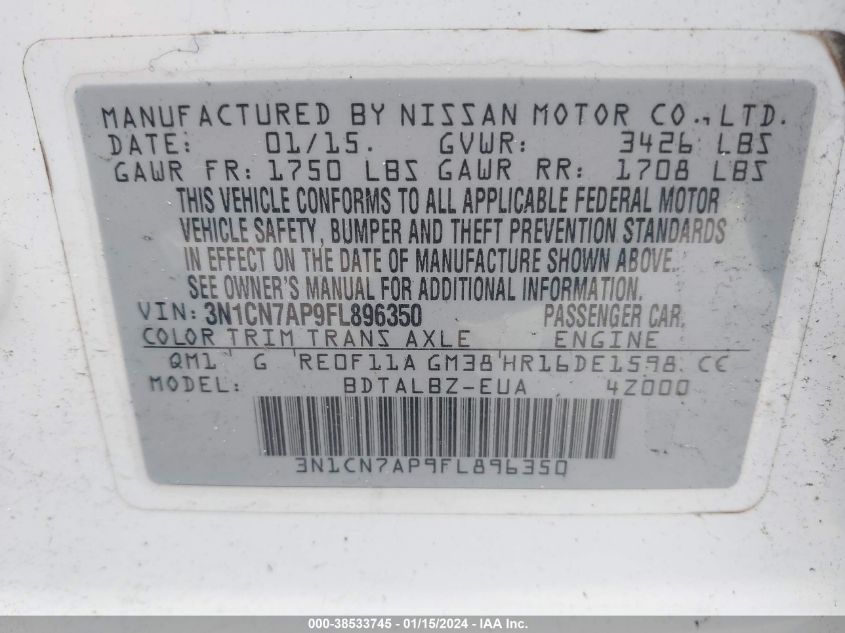 MANUFACTURED BY NISSAN MOTOR CO.,LTD.
DATE: 01/15. GVWR: 3426 LBS
GAWR FR: 1750 LBS GAWR RR: 1708 LBS
THIS VEHICLE CONFORMS TO ALL APPLICABLE FEDERAL MOTOR
VEHICLE SAFETY, BUMPER AND THEFT PREVENTION STANDARDS
IN EFFECT ON THE DATE OF MANUFACTURE SHOWN ABOVE.
SEE OWNER'S MANUAL FOR ADDITIONAL INFORMATION.
VIN: 3N1CN7AP9FL896350 PASSENGER CAR
COLOR TRIM TRANS AXLE ENGINE
QM1 G RE0F11A GM38 HR16DE1598 CC
MODEL: BDTALBZ-EUA 4Z000
3N1CN7AP9FL896350
000-38533745 - 01/15/2024 - IAA Inc.